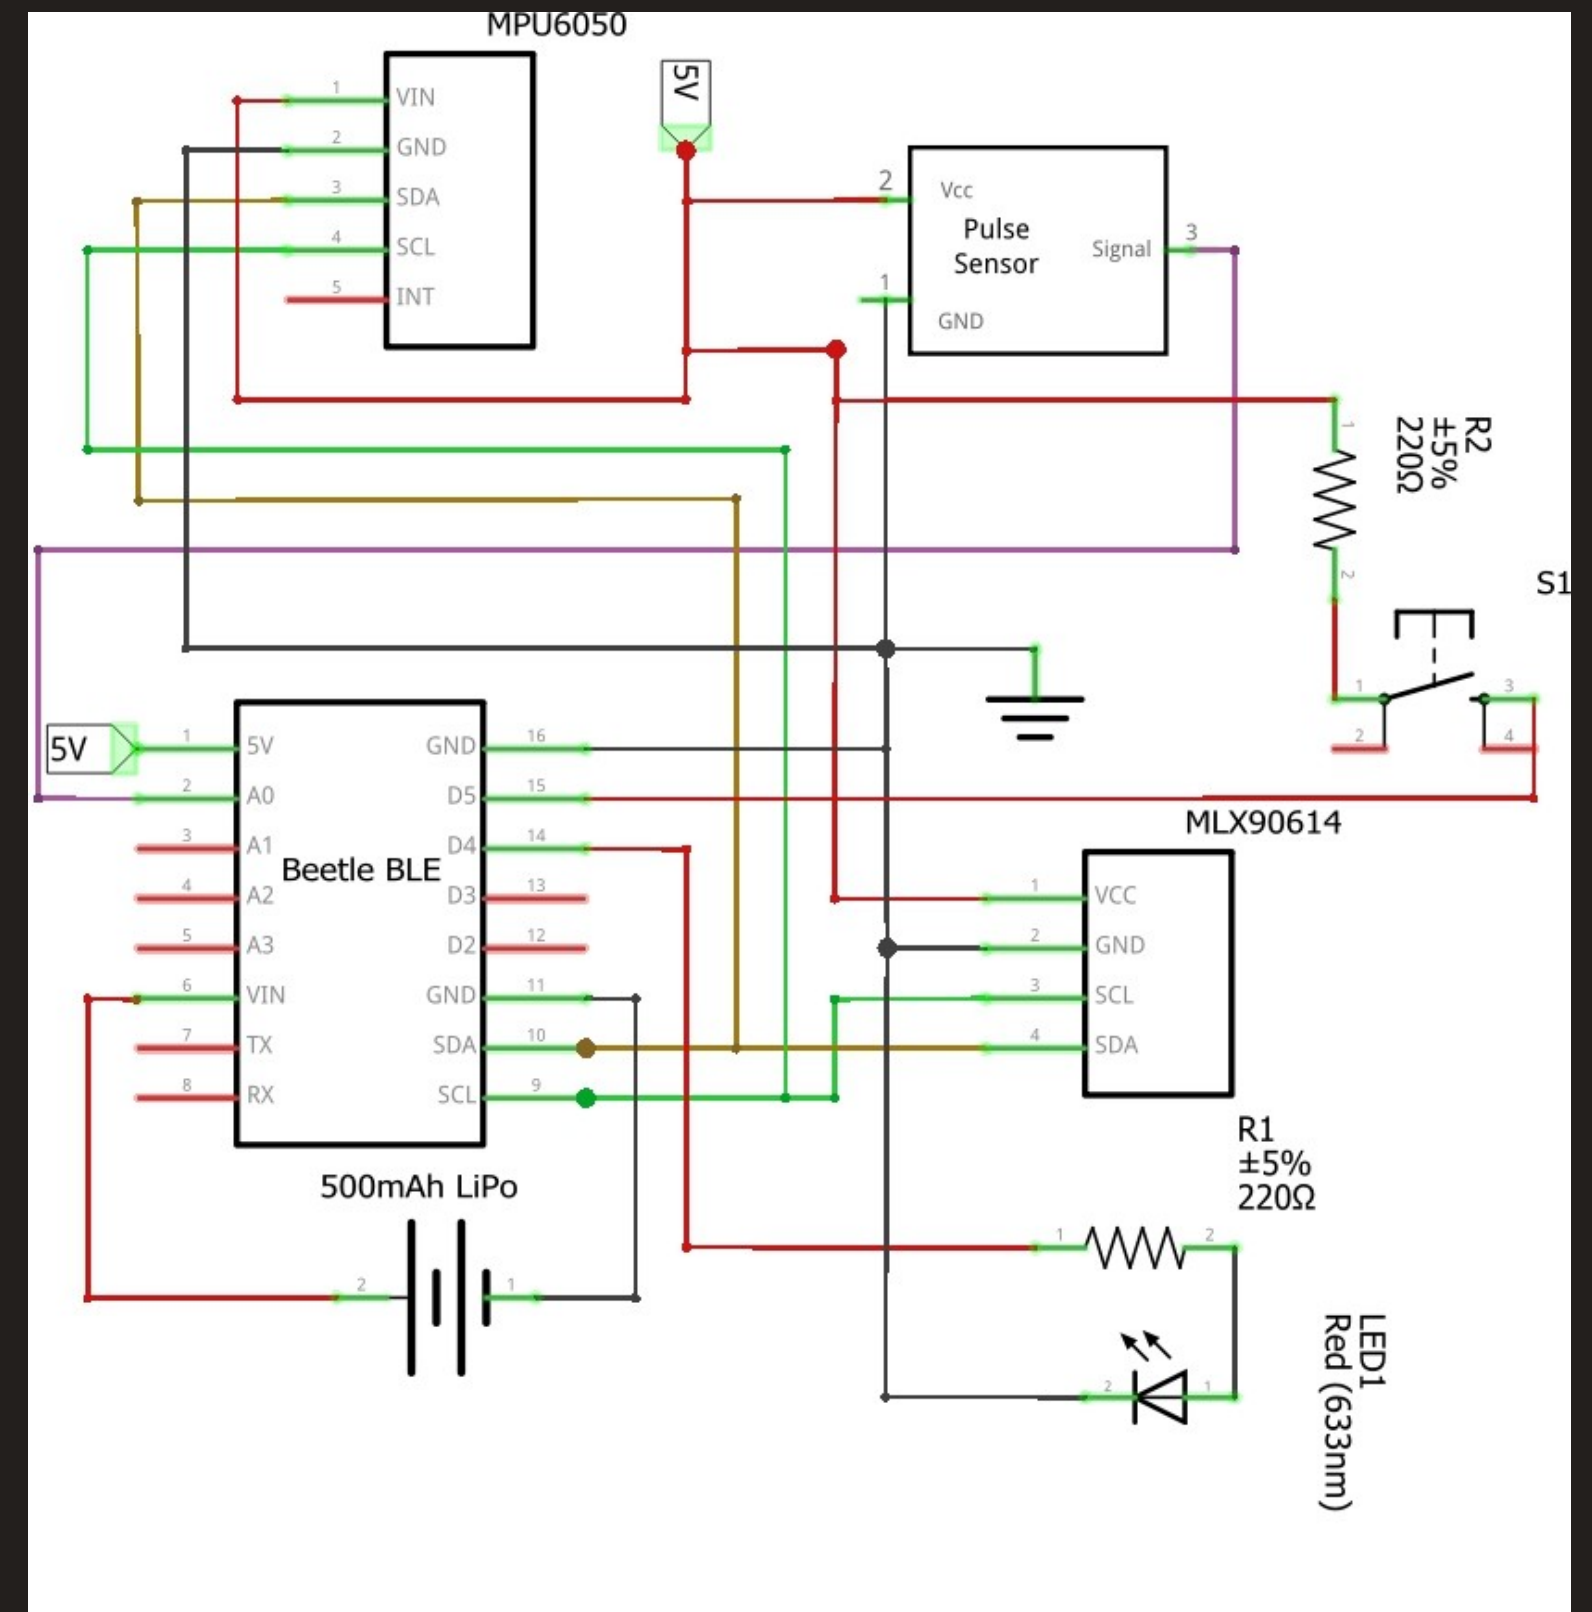 MPU6050
1 VIN
2 GND
3 SDA
4 SCL
5 INT
5V
2 Vcc
Pulse
Sensor
Signal 3
1
GND
1
R2
±5%
220Ω
2
S1
1 3
2 4
5V
1 5V GND 16
2 A0 D5 15
3 A1 D4 14
Beetle BLE
4 A2 D3 13
5 A3 D2 12
6 VIN GND 11
7 TX SDA 10
8 RX SCL 9
MLX90614
1 VCC
2 GND
3 SCL
4 SDA
500mAh LiPo
2 1
R1
±5%
220Ω
1 2
LED1
Red (633nm)
2 1